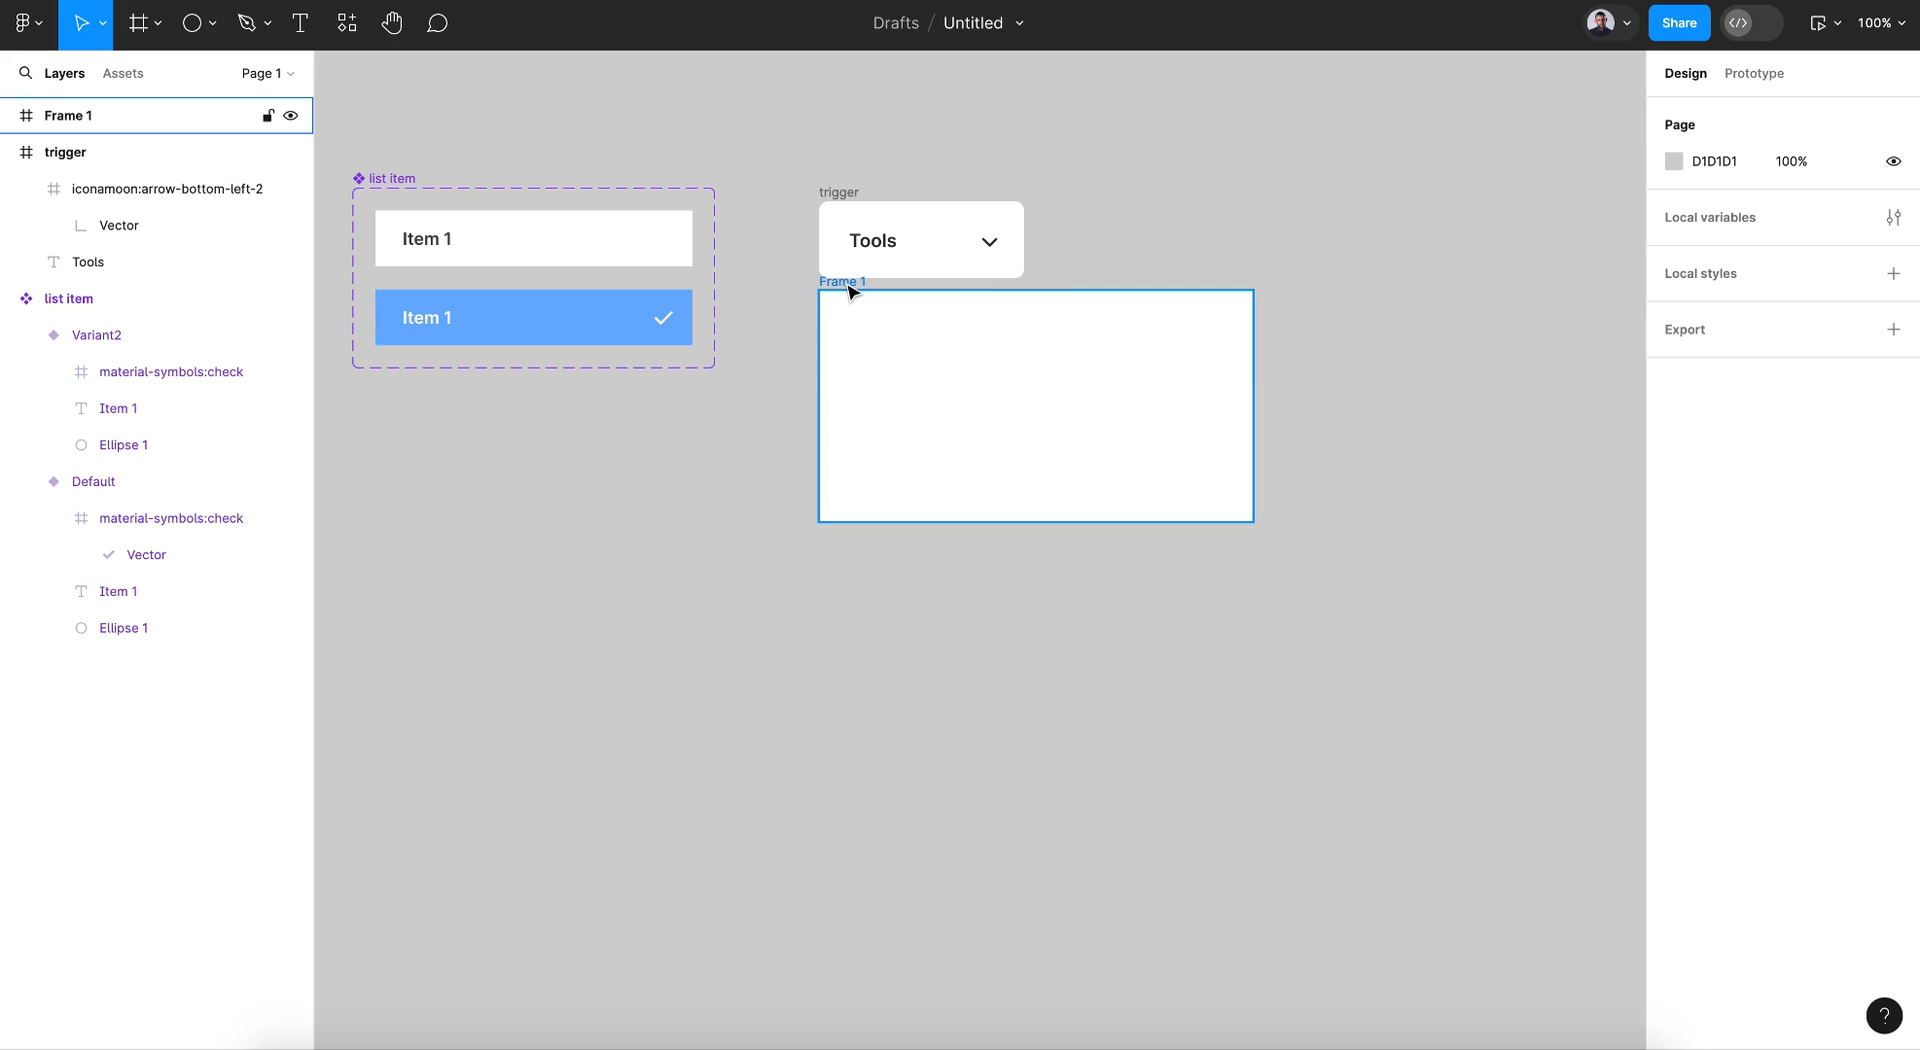 Drafts / Untitled
Share
</>
100%
Layers
Assets
Page 1
Frame 1
trigger
iconamoon:arrow-bottom-left-2
Vector
Tools
list item
Variant2
material-symbols:check
Item 1
Ellipse 1
Default
material-symbols:check
Vector
Item 1
Ellipse 1
list item
Item 1
Item 1
trigger
Tools
Frame 1
Design
Prototype
Page
D1D1D1
100%
Local variables
Local styles
Export
?